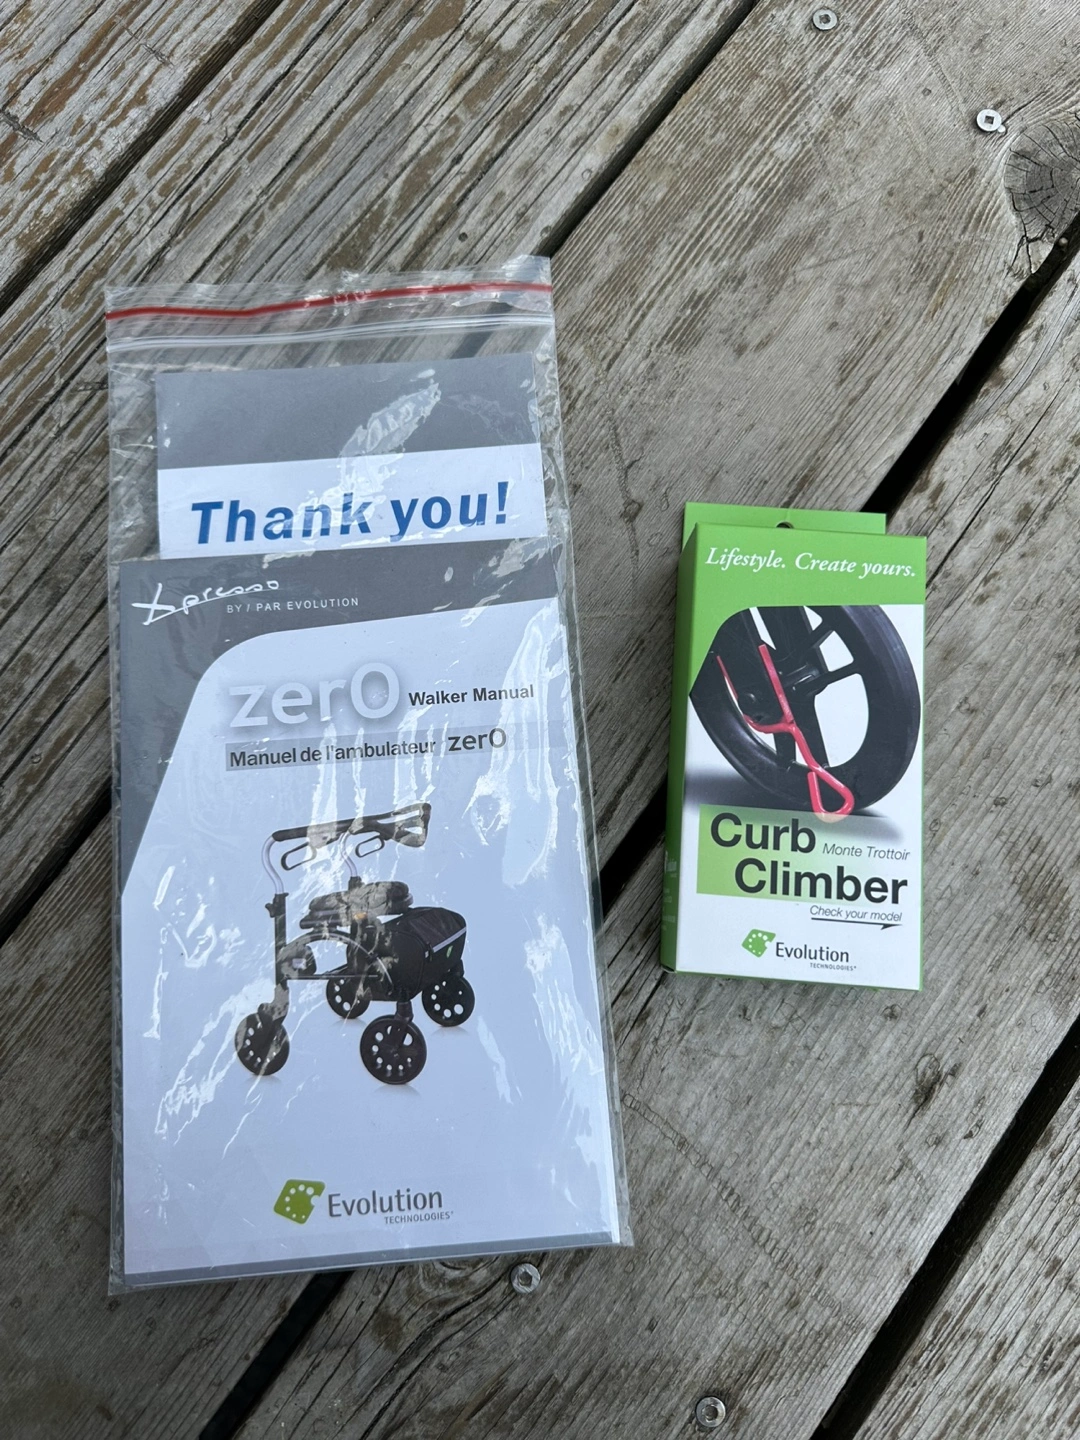 Thank you!
Xpresso
BY / PAR EVOLUTION
zerO Walker Manual
Manuel de l'ambulateur zerO
Evolution
TECHNOLOGIES
Lifestyle. Create yours.
Curb Monte Trottoir
Climber
Check your model
Evolution
TECHNOLOGIES